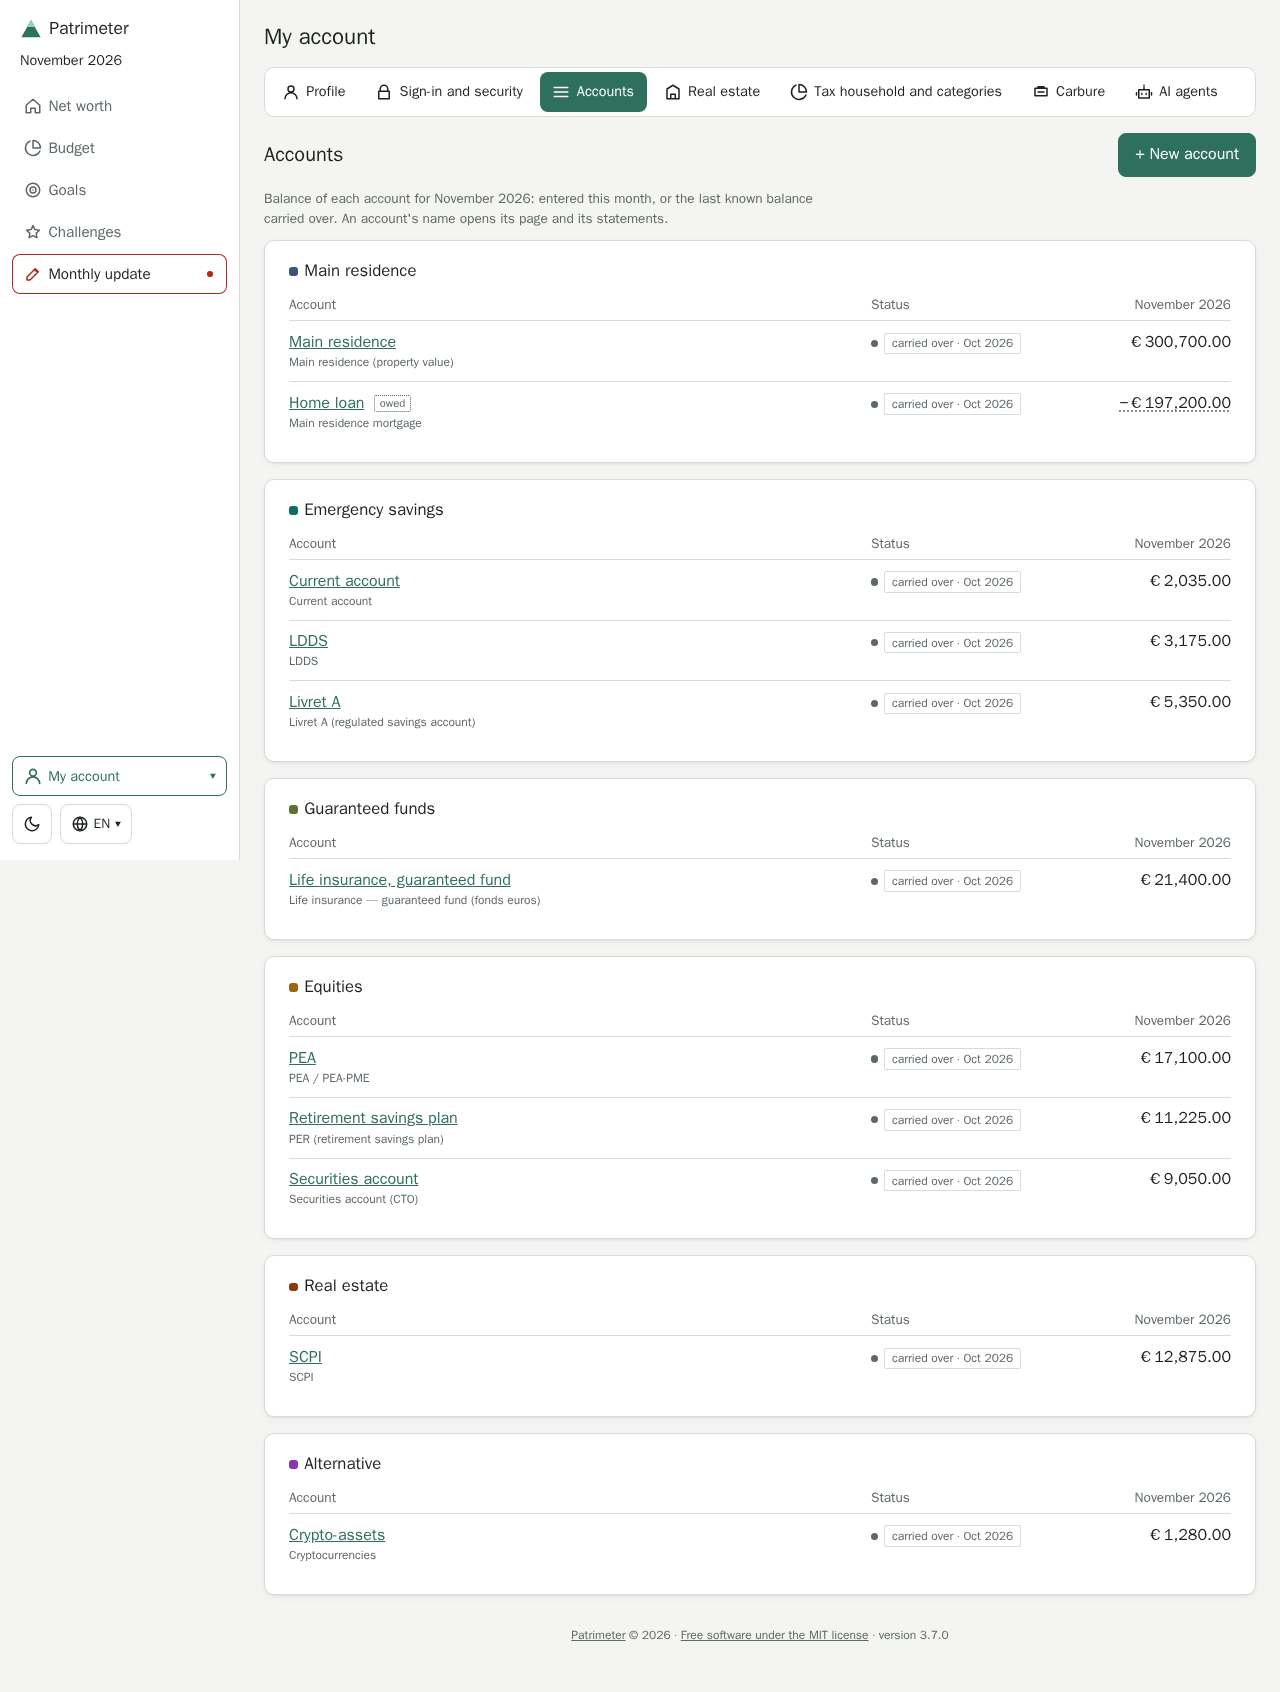 Patrimeter
November 2026
Net worth
Budget
Goals
Challenges
Monthly update
My account ▾
EN ▾
My account
Profile Sign-in and security Accounts Real estate Tax household and categories Carbure AI agents
Accounts + New account
Balance of each account for November 2026: entered this month, or the last known balance
carried over. An account's name opens its page and its statements.
Main residence
Account Status November 2026
Main residence carried over · Oct 2026 € 300,700.00
Main residence (property value)
Home loan owed carried over · Oct 2026 −€ 197,200.00
Main residence mortgage
Emergency savings
Account Status November 2026
Current account carried over · Oct 2026 € 2,035.00
Current account
LDDS carried over · Oct 2026 € 3,175.00
LDDS
Livret A carried over · Oct 2026 € 5,350.00
Livret A (regulated savings account)
Guaranteed funds
Account Status November 2026
Life insurance, guaranteed fund carried over · Oct 2026 € 21,400.00
Life insurance — guaranteed fund (fonds euros)
Equities
Account Status November 2026
PEA carried over · Oct 2026 € 17,100.00
PEA / PEA-PME
Retirement savings plan carried over · Oct 2026 € 11,225.00
PER (retirement savings plan)
Securities account carried over · Oct 2026 € 9,050.00
Securities account (CTO)
Real estate
Account Status November 2026
SCPI carried over · Oct 2026 € 12,875.00
SCPI
Alternative
Account Status November 2026
Crypto-assets carried over · Oct 2026 € 1,280.00
Cryptocurrencies
Patrimeter © 2026 · Free software under the MIT license · version 3.7.0